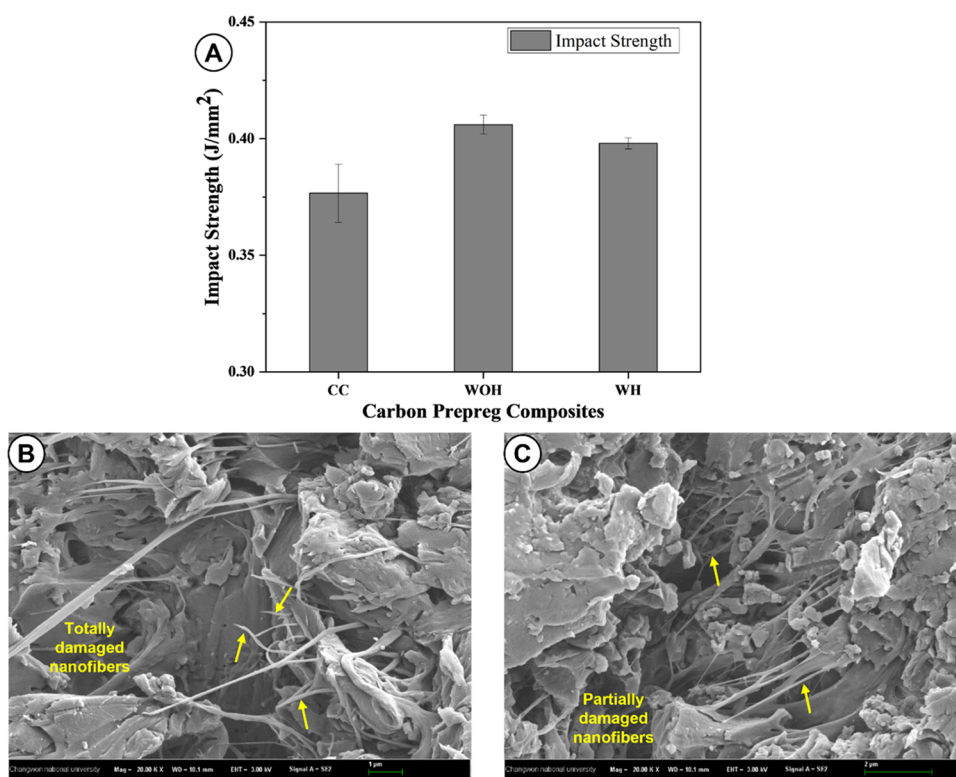 A
0.45
0.40
0.35
0.30
Impact Strength (J/mm²)
Impact Strength
CC WOH WH
Carbon Prepreg Composites
B
Totally
damaged
nanofibers
Changwon national university Mag = 20.00 K X WD = 10.1 mm EHT = 3.00 kV Signal A = SE2 1 µm
C
Partially
damaged
nanofibers
Changwon national university Mag = 20.00 K X WD = 10.1 mm EHT = 3.00 kV Signal A = SE2 2 µm